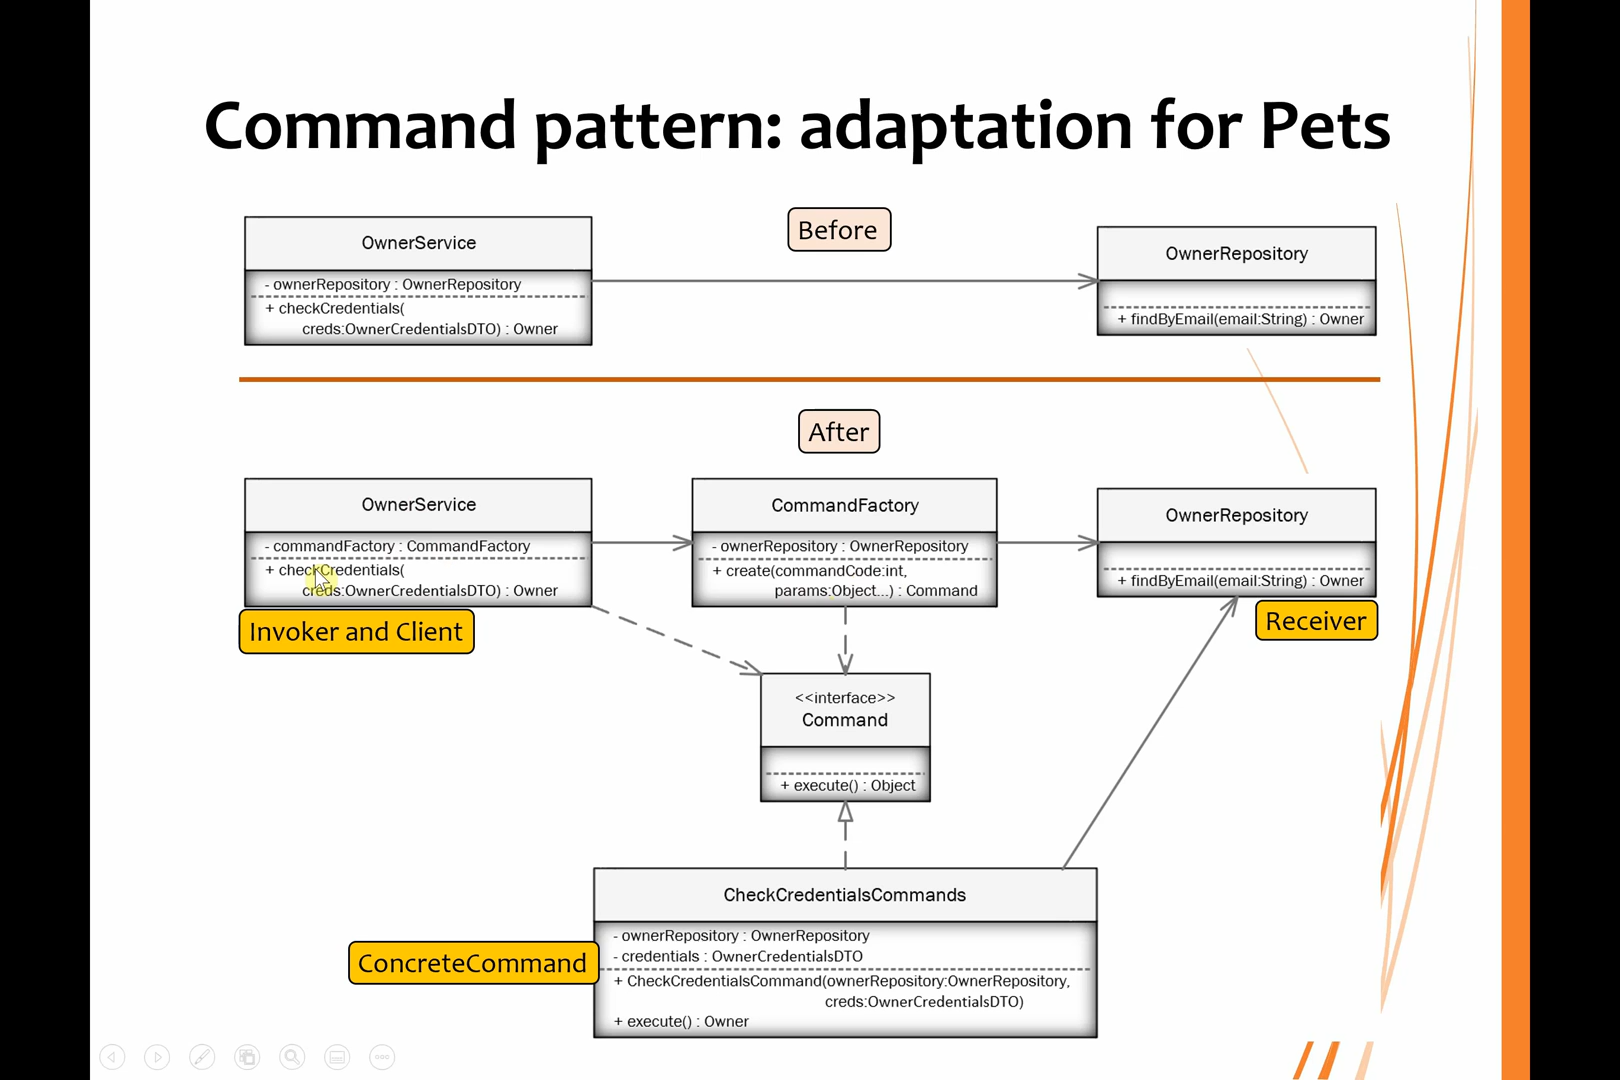 Command pattern: adaptation for Pets
Before
OwnerService
- ownerRepository : OwnerRepository
+ checkCredentials(
creds:OwnerCredentialsDTO) : Owner
OwnerRepository
+ findByEmail(email:String) : Owner
After
OwnerService
- commandFactory : CommandFactory
+ checkCredentials(
creds:OwnerCredentialsDTO) : Owner
Invoker and Client
CommandFactory
- ownerRepository : OwnerRepository
+ create(commandCode:int,
params:Object...) : Command
OwnerRepository
+ findByEmail(email:String) : Owner
Receiver
<<interface>>
Command
+ execute() : Object
CheckCredentialsCommands
- ownerRepository : OwnerRepository
- credentials : OwnerCredentialsDTO
+ CheckCredentialsCommand(ownerRepository:OwnerRepository,
creds:OwnerCredentialsDTO)
+ execute() : Owner
ConcreteCommand